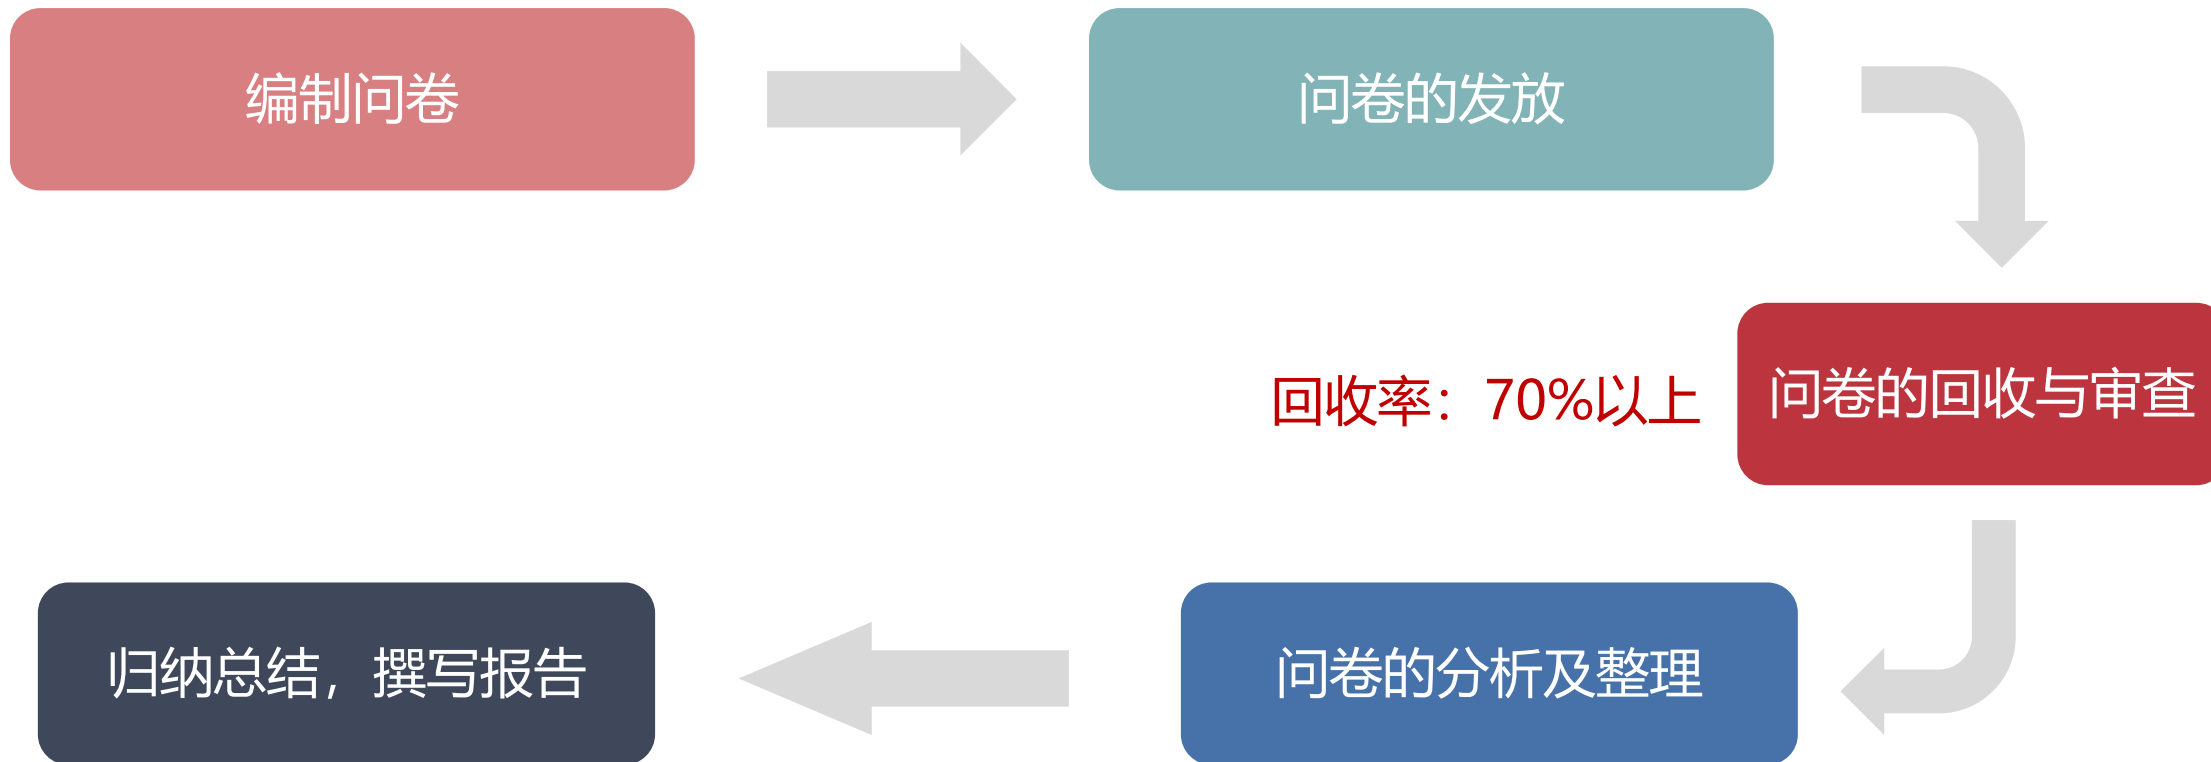 编制问卷
问卷的发放
回收率：70%以上
问卷的回收与审查
问卷的分析及整理
归纳总结，撰写报告